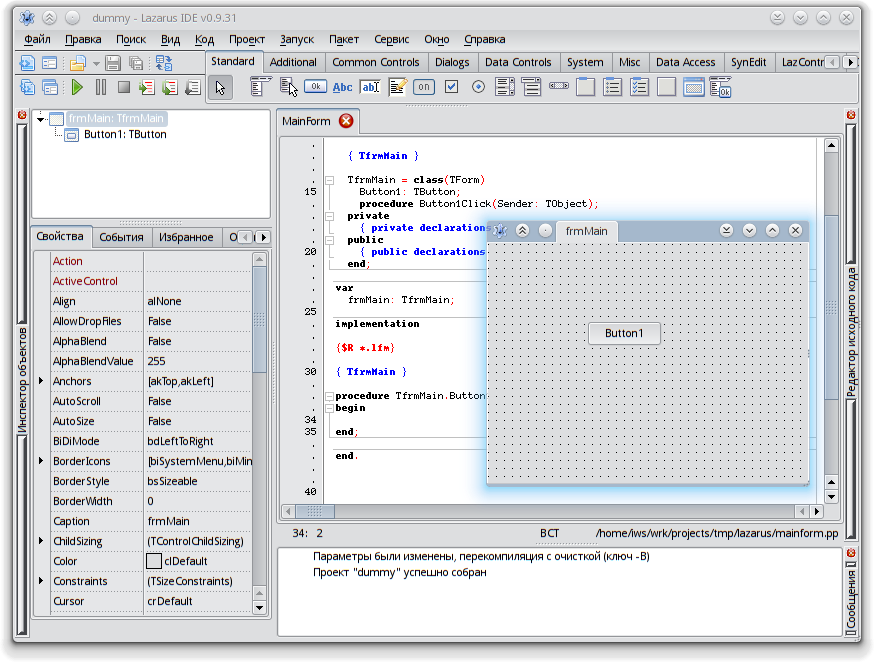 dummy - Lazarus IDE v0.9.31
Файл Правка Поиск Вид Код Проект Запуск Пакет Сервис Окно Справка
Standard Additional Common Controls Dialogs Data Controls System Misc Data Access SynEdit LazContr
Ok Abc ab on Ok
frmMain: TfrmMain
Button1: TButton
Свойства События Избранное О
Action
ActiveControl
Align alNone
AllowDropFiles False
AlphaBlend False
AlphaBlendValue 255
Anchors [akTop,akLeft]
AutoScroll False
AutoSize False
BiDiMode bdLeftToRight
BorderIcons [biSystemMenu,biMin
BorderStyle bsSizeable
BorderWidth 0
Caption frmMain
ChildSizing (TControlChildSizing)
Color clDefault
Constraints (TSizeConstraints)
Cursor crDefault
Инспектор объектов
MainForm
{ TfrmMain }
TfrmMain = class(TForm)
15 Button1: TButton;
procedure Button1Click(Sender: TObject);
private
{ private declarations
public
20 { public declarations
end;
var
frmMain: TfrmMain;
25
implementation
{$R *.lfm}
30 { TfrmMain }
procedure TfrmMain.Button
begin
34
35 end;
end.
40
frmMain
Button1
34: 2 ВСТ /home/iws/wrk/projects/tmp/lazarus/mainform.pp
Редактор исходного кода
Параметры были изменены, перекомпиляция с очисткой (ключ -B)
Проект "dummy" успешно собран
Сообщения